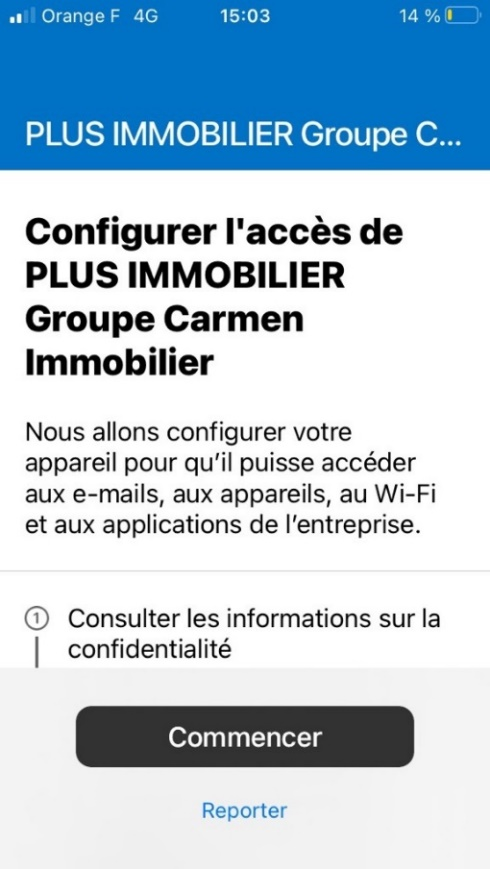 Orange F 4G 15:03 14 %
PLUS IMMOBILIER Groupe C...
Configurer l'accès de
PLUS IMMOBILIER
Groupe Carmen
Immobilier
Nous allons configurer votre
appareil pour qu’il puisse accéder
aux e-mails, aux appareils, au Wi-Fi
et aux applications de l’entreprise.
1 Consulter les informations sur la
confidentialité
Commencer
Reporter